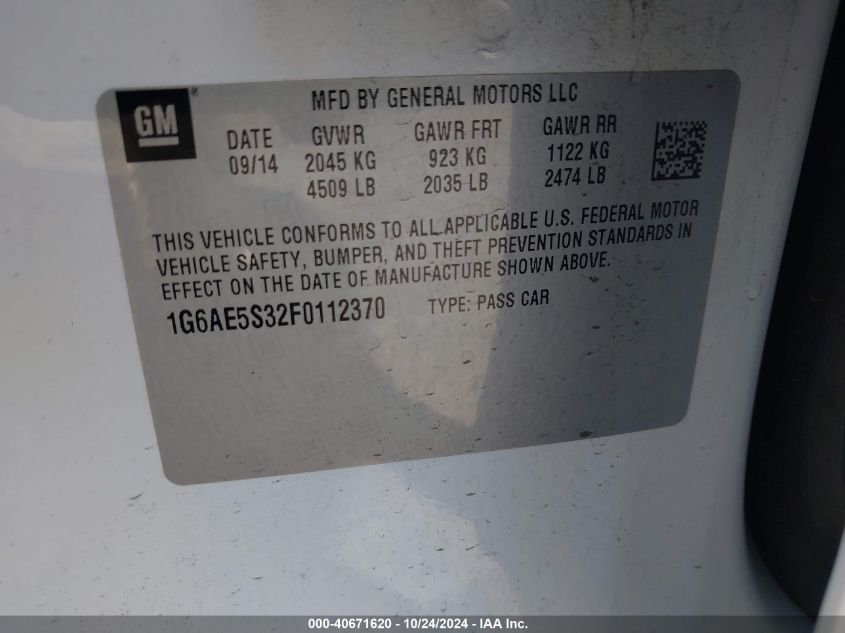 GM®
MFD BY GENERAL MOTORS LLC
DATE GVWR GAWR FRT GAWR RR
09/14 2045 KG 923 KG 1122 KG
4509 LB 2035 LB 2474 LB
THIS VEHICLE CONFORMS TO ALL APPLICABLE U.S. FEDERAL MOTOR
VEHICLE SAFETY, BUMPER, AND THEFT PREVENTION STANDARDS IN
EFFECT ON THE DATE OF MANUFACTURE SHOWN ABOVE.
1G6AE5S32F0112370 TYPE: PASS CAR
000-40671620 - 10/24/2024 - IAA Inc.